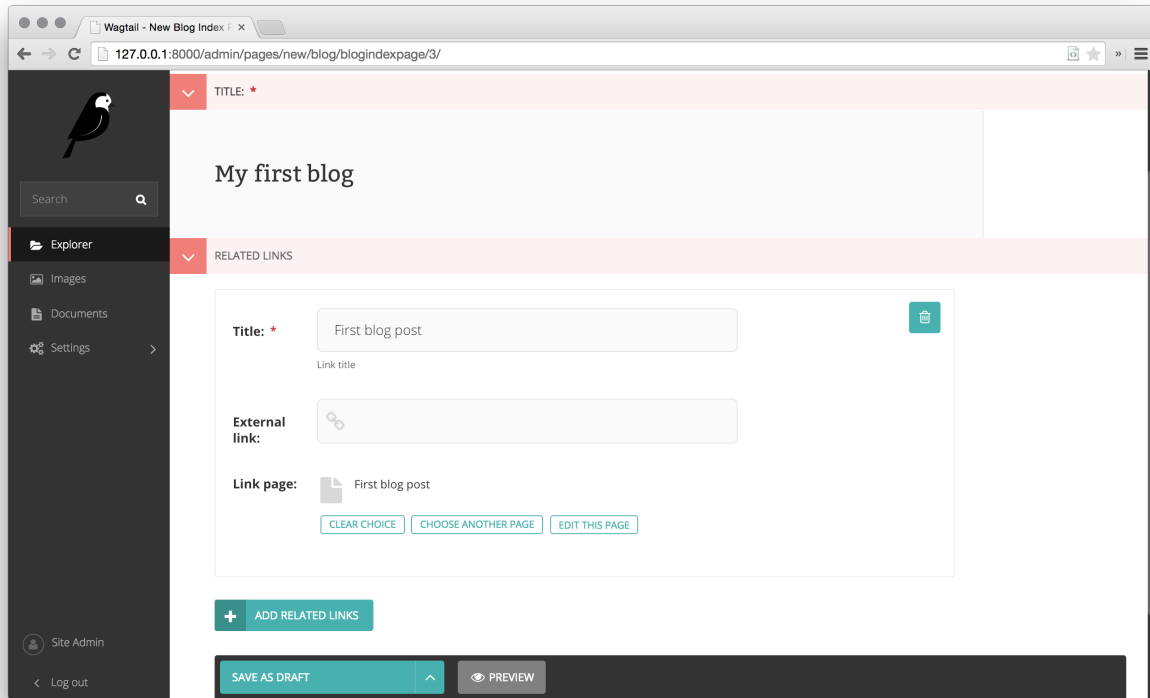 Wagtail - New Blog Index P
127.0.0.1:8000/admin/pages/new/blog/blogindexpage/3/
Search
Explorer
Images
Documents
Settings
Site Admin
Log out
TITLE: *
My first blog
RELATED LINKS
Title: *
First blog post
Link title
External
link:
Link page:
First blog post
CLEAR CHOICE
CHOOSE ANOTHER PAGE
EDIT THIS PAGE
ADD RELATED LINKS
SAVE AS DRAFT
PREVIEW